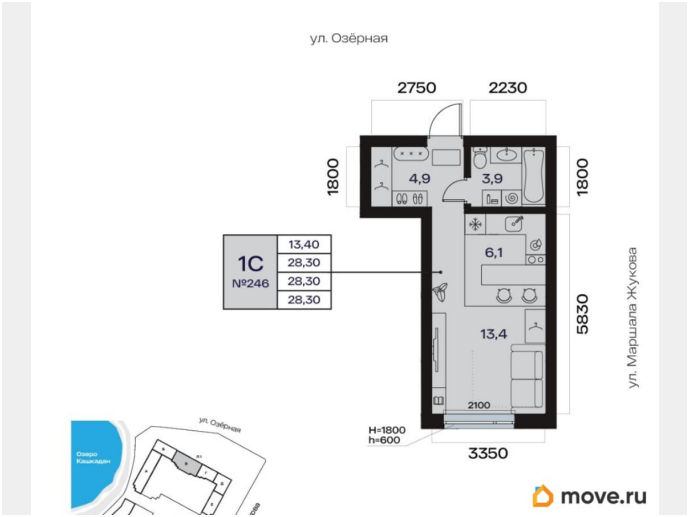 ул. Озёрная
2750
2230
1800
4,9
3,9
1800
1С
№246
13,40
28,30
28,30
28,30
6,1
5830
ул. Маршала Жукова
13,4
2100
H=1800
h=600
3350
ул. Озёрная
Озеро
Кашкадан
move.ru